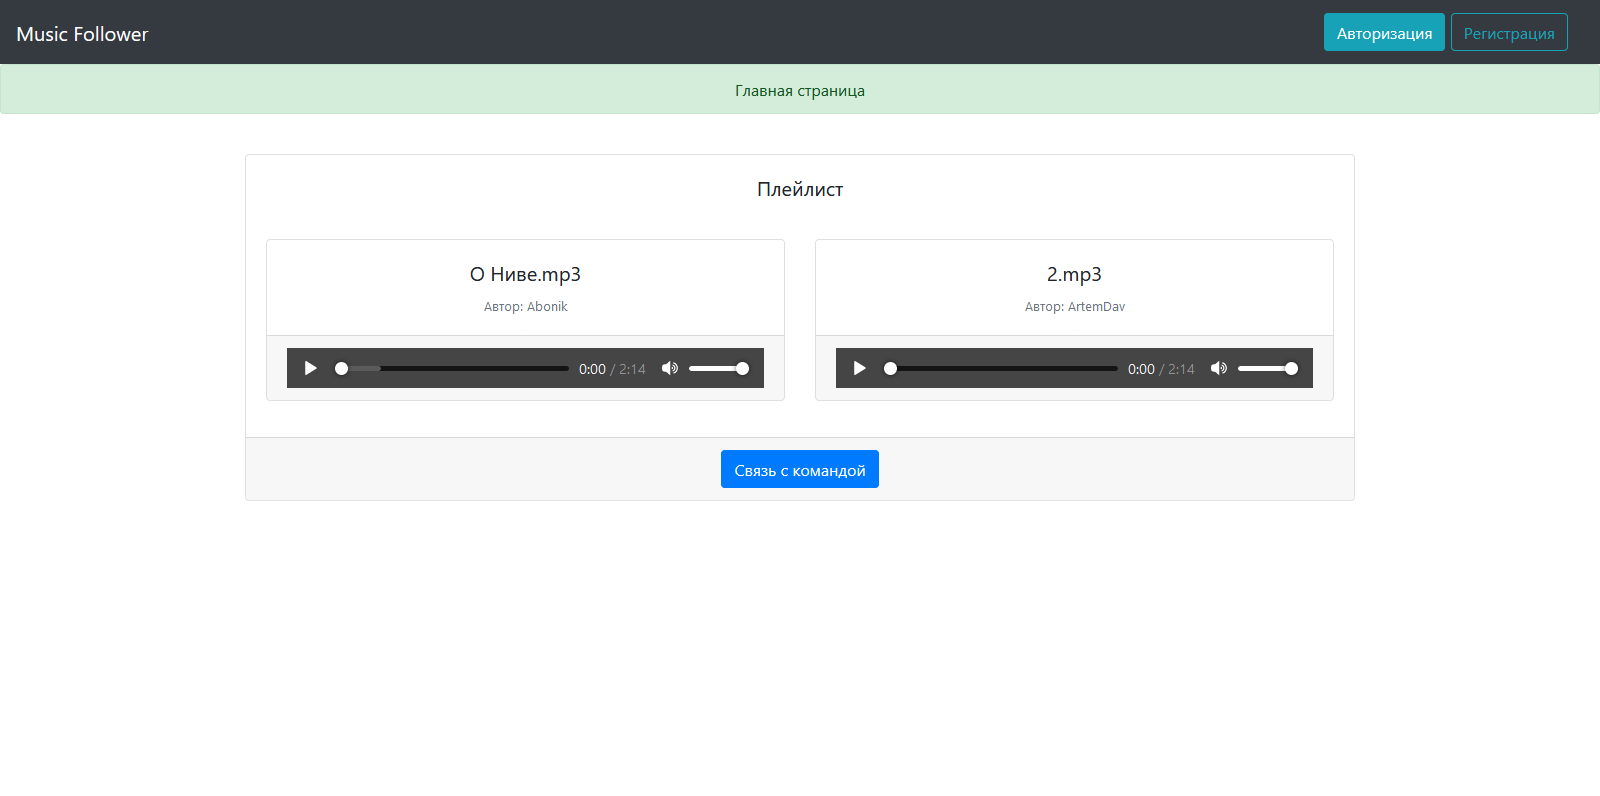 Music Follower
Авторизация
Регистрация
Главная страница
Плейлист
О Ниве.mp3
Автор: Abonik
0:00 / 2:14
2.mp3
Автор: ArtemDav
0:00 / 2:14
Связь с командой